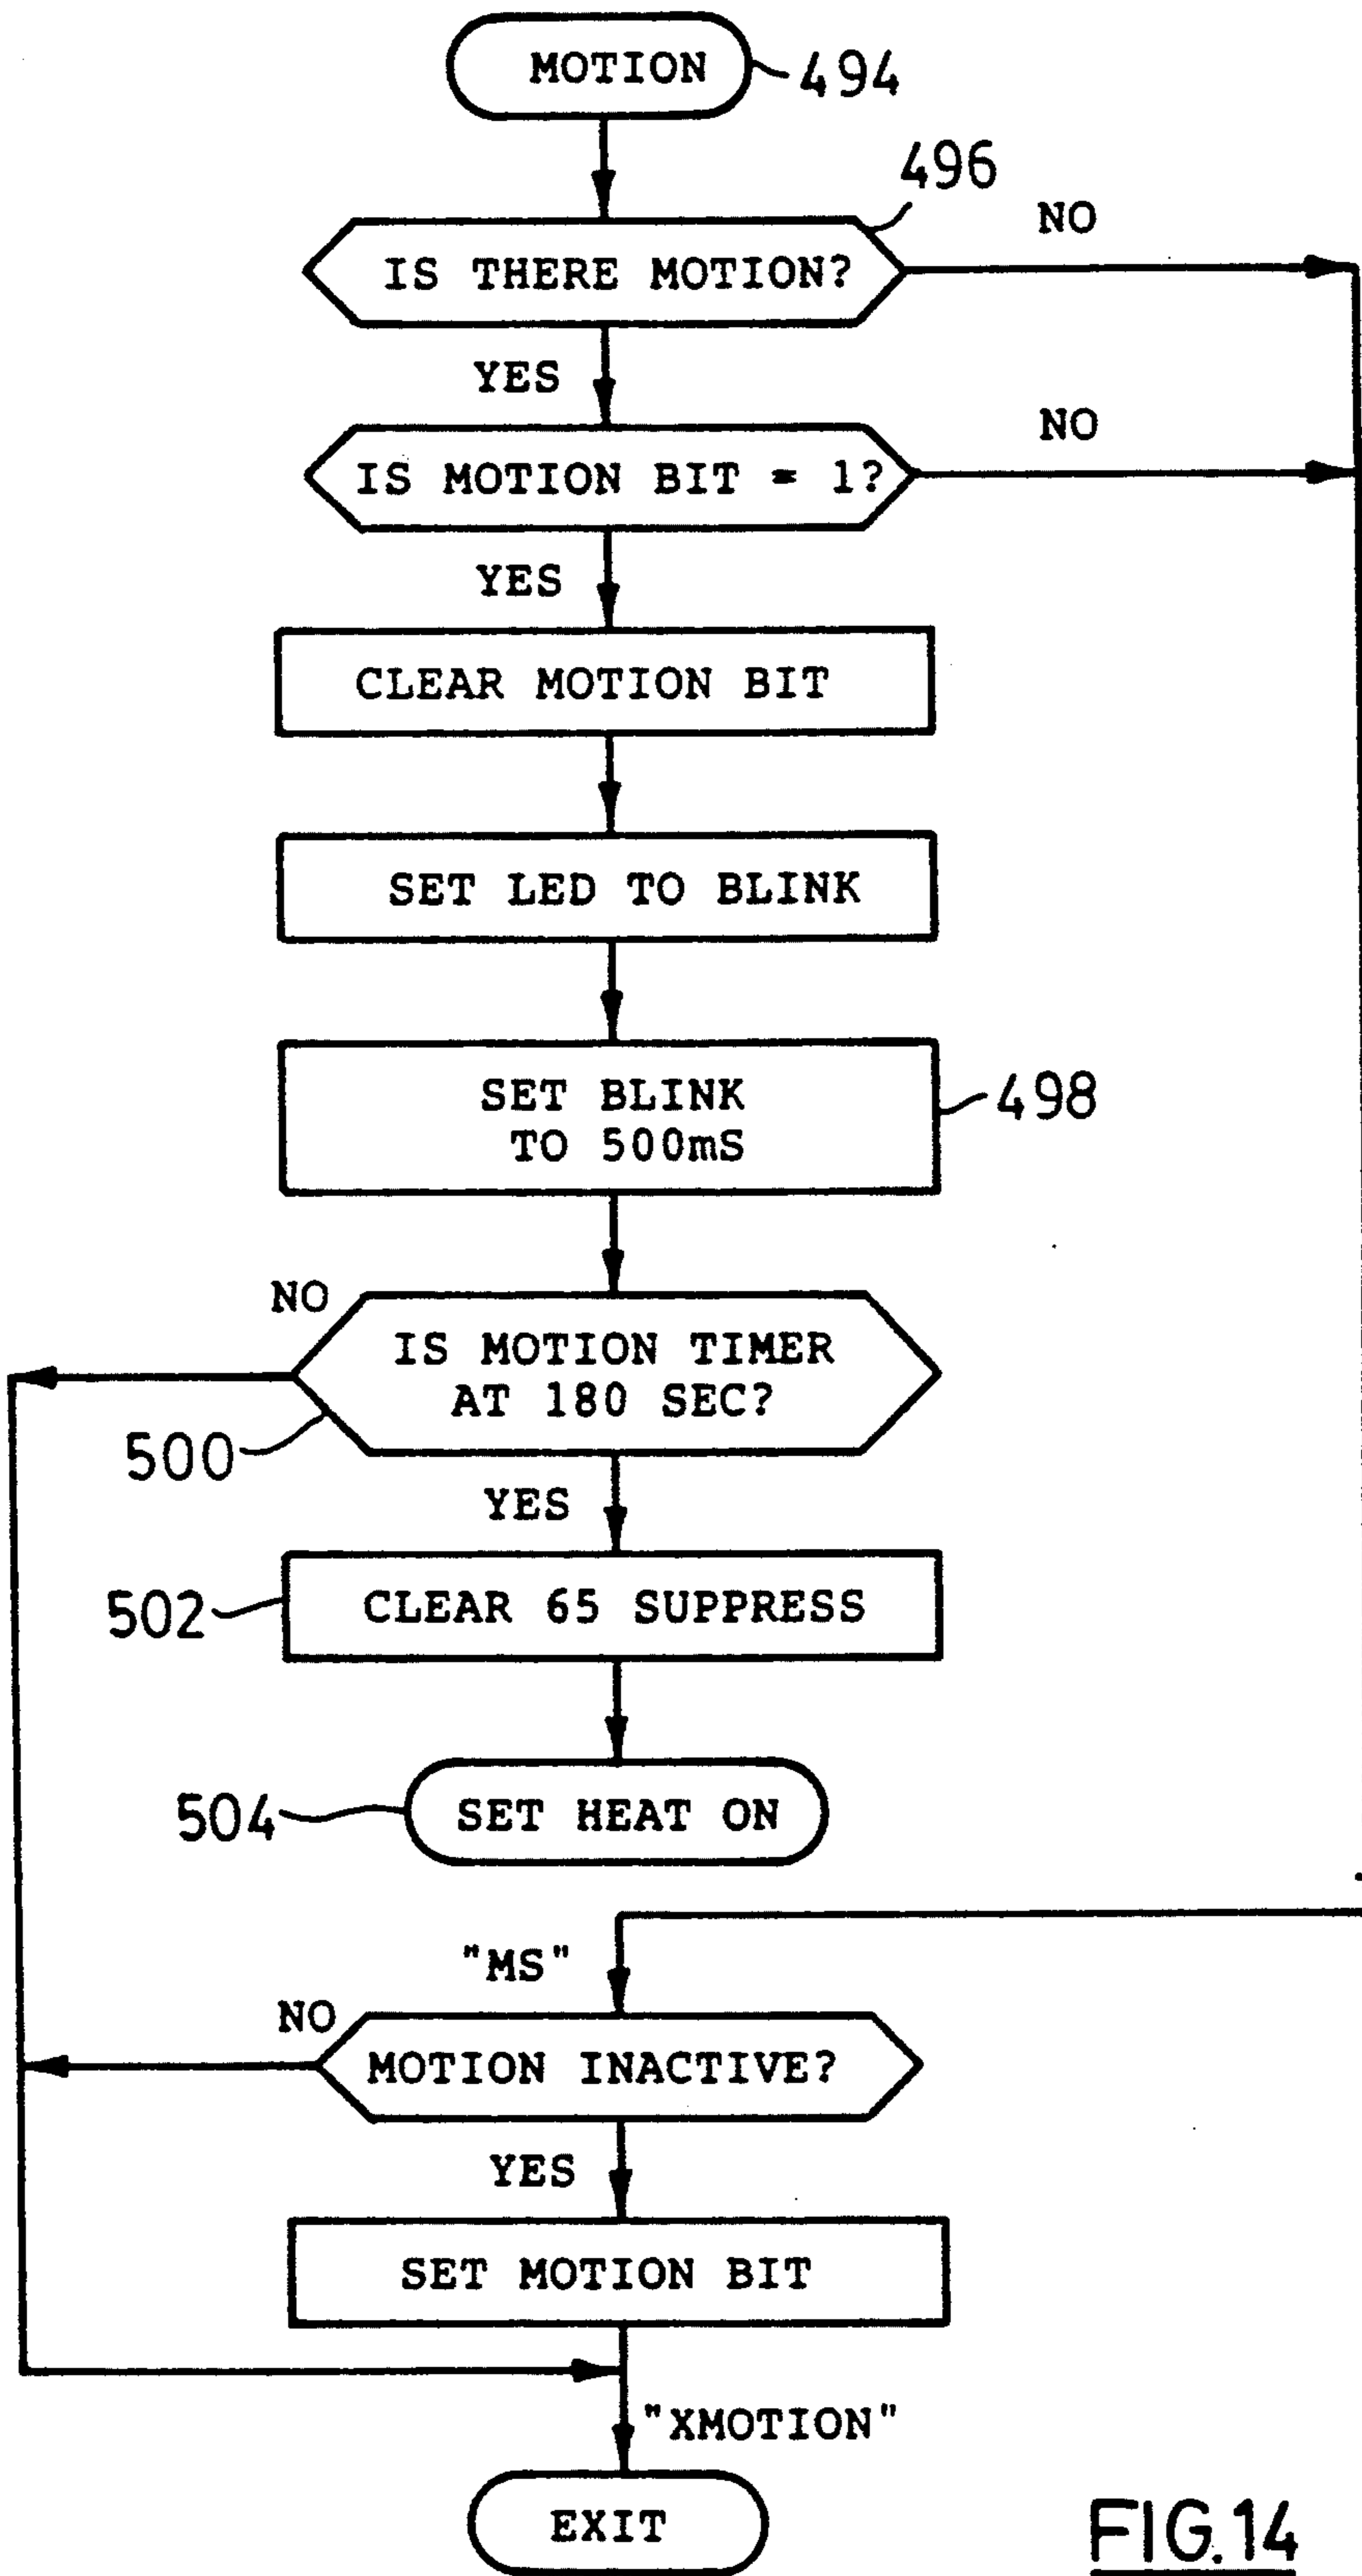 MOTION
494
496
IS THERE MOTION?
NO
YES
IS MOTION BIT = 1?
NO
YES
CLEAR MOTION BIT
SET LED TO BLINK
SET BLINK
TO 500mS
498
NO
IS MOTION TIMER
AT 180 SEC?
500
YES
502
CLEAR 65 SUPPRESS
504
SET HEAT ON
"MS"
NO
MOTION INACTIVE?
YES
SET MOTION BIT
"XMOTION"
EXIT
FIG.14